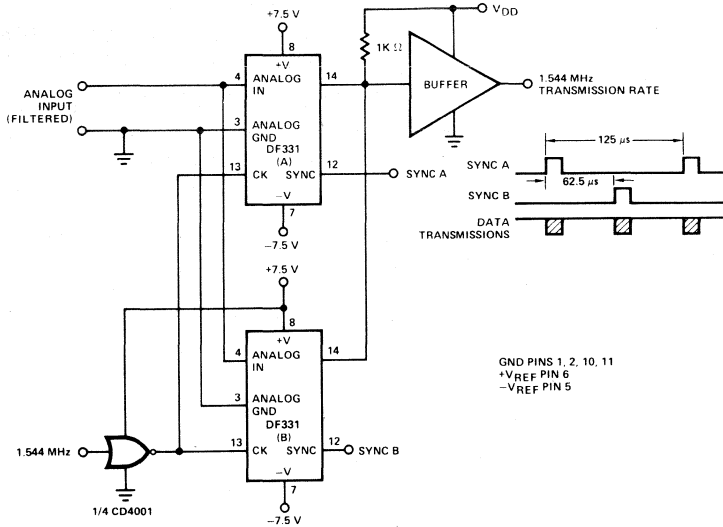 +7.5 V
8
+V
4
ANALOG
IN
14
3
ANALOG
GND
DF331
(A)
13
CK
SYNC
12
−V
7
−7.5 V
ANALOG
INPUT
(FILTERED)
SYNC A
1K Ω
VDD
BUFFER
1.544 MHz
TRANSMISSION RATE
125 μs
SYNC A
62.5 μs
SYNC B
DATA
TRANSMISSIONS
+7.5 V
8
+V
4
ANALOG
IN
14
3
ANALOG
GND
DF331
(B)
13
CK
SYNC
12
SYNC B
−V
7
−7.5 V
1.544 MHz
1/4 CD4001
GND PINS 1, 2, 10, 11
+VREF PIN 6
−VREF PIN 5